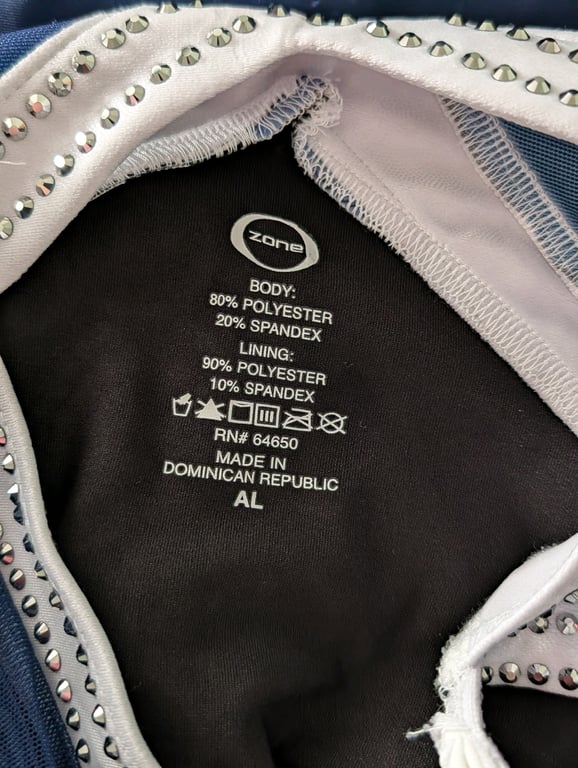 zone
BODY:
80% POLYESTER
20% SPANDEX
LINING:
90% POLYESTER
10% SPANDEX
RN# 64650
MADE IN
DOMINICAN REPUBLIC
AL